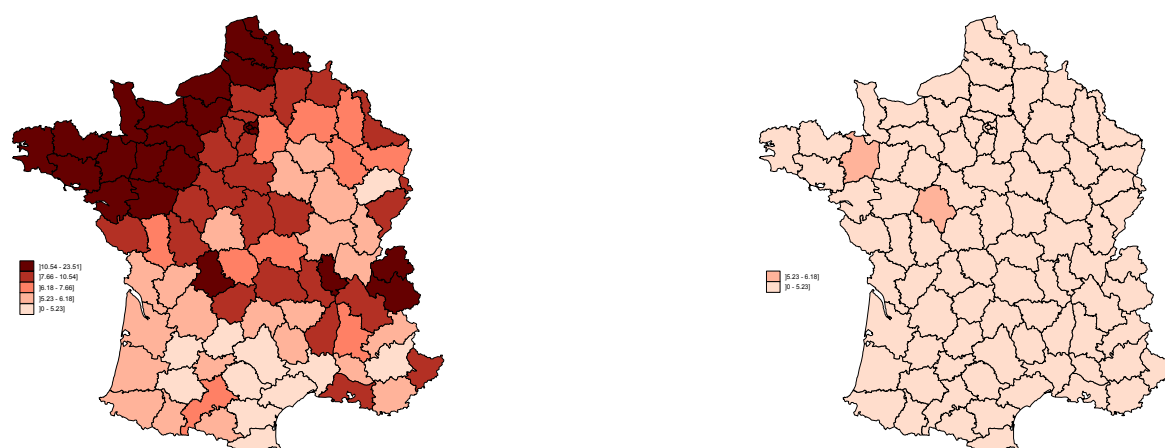 ]10.54 - 23.51]
]7.66 - 10.54]
]6.18 - 7.66]
]5.23 - 6.18]
]0 - 5.23]
]5.23 - 6.18]
]0 - 5.23]